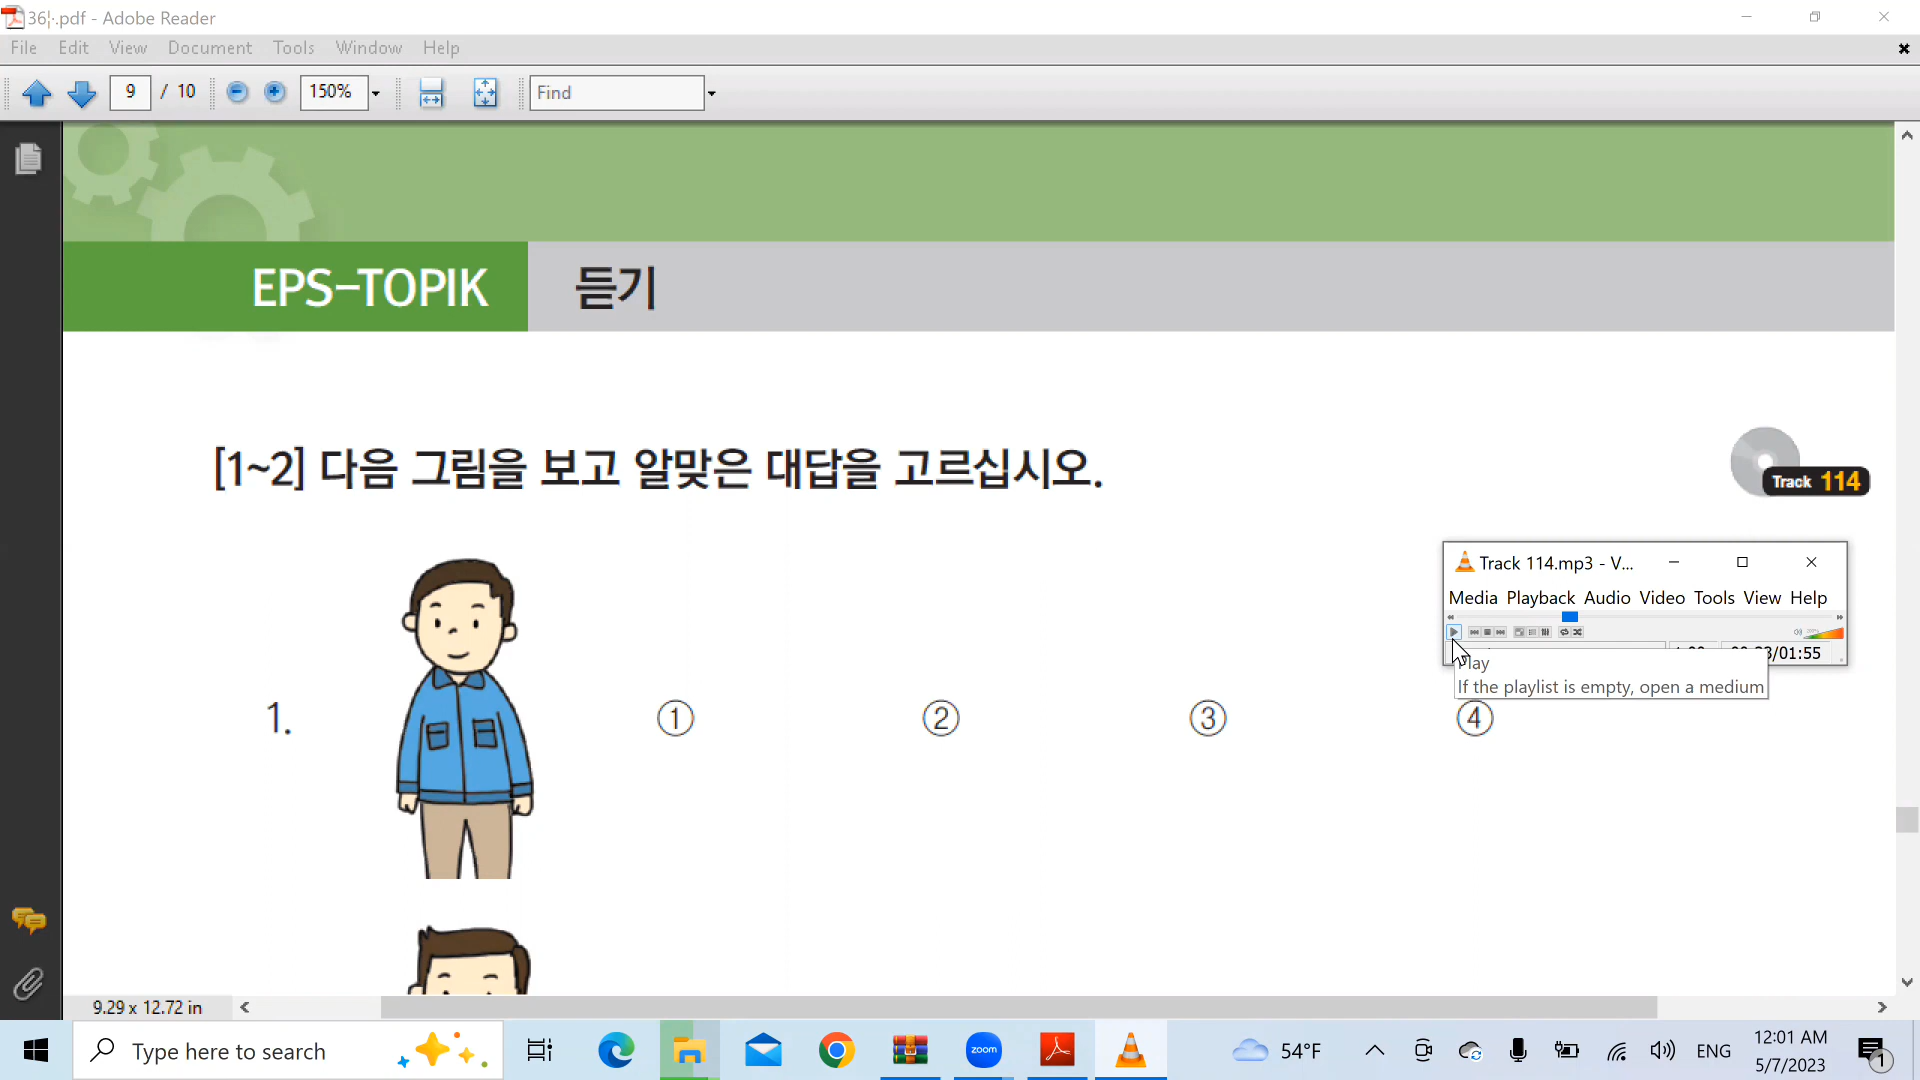 36¦·.pdf - Adobe Reader
File Edit View Document Tools Window Help
9 / 10 150% Find
EPS-TOPIK 듣기
[1~2] 다음 그림을 보고 알맞은 대답을 고르십시오.
Track 114
Track 114.mp3 - V...
Media Playback Audio Video Tools View Help
/01:55
Play
If the playlist is empty, open a medium
1. ① ② ③ ④
9.29 x 12.72 in
Type here to search
zoom
54°F
ENG
12:01 AM
5/7/2023
1